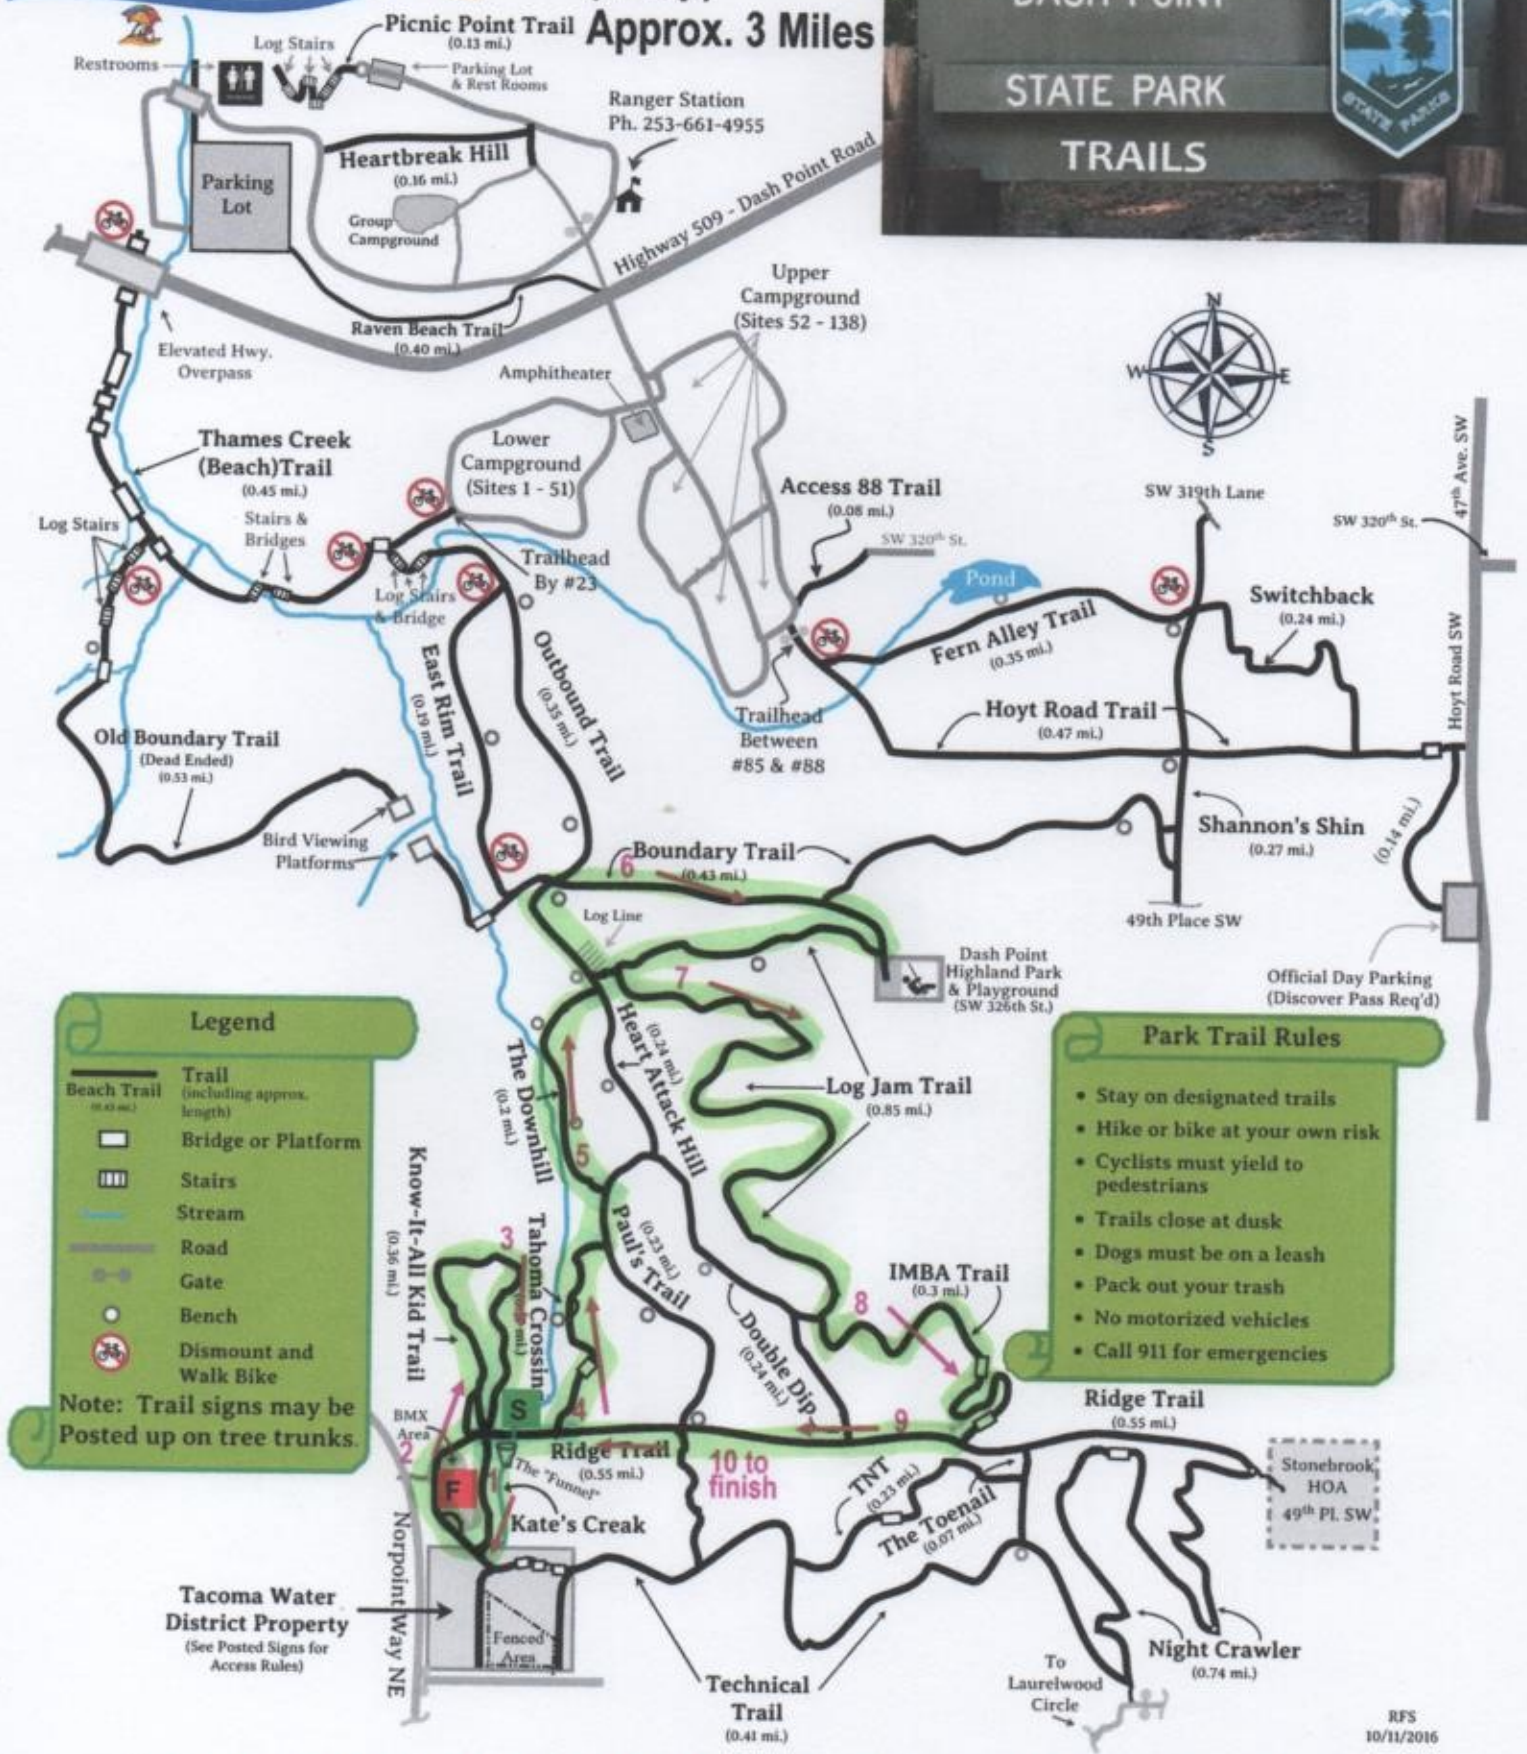 Approx. 3 Miles
STATE PARK
TRAILS
STATE PARKS
Picnic Point Trail
(0.13 mi.)
Log Stairs
Restrooms
Parking Lot
& Rest Rooms
Ranger Station
Ph. 253-661-4955
Heartbreak Hill
(0.16 mi.)
Parking
Lot
Group
Campground
Highway 509 - Dash Point Road
Raven Beach Trail
(0.40 mi.)
Elevated Hwy.
Overpass
Upper
Campground
(Sites 52 - 138)
Amphitheater
N
W
E
S
Thames Creek
(Beach)Trail
(0.45 mi.)
Lower
Campground
(Sites 1 - 51)
Access 88 Trail
(0.08 mi.)
SW 320th St.
SW 319th Lane
47th Ave. SW
SW 320th St.
Log Stairs
Stairs &
Bridges
Log Stairs
& Bridge
Trailhead
By #23
Pond
Fern Alley Trail
(0.35 mi.)
Switchback
(0.24 mi.)
Hoyt Road SW
Hoyt Road Trail
(0.47 mi.)
Trailhead
Between
#85 & #88
East Rim Trail
(0.19 mi.)
Outbound Trail
(0.35 mi.)
Old Boundary Trail
(Dead Ended)
(0.53 mi.)
Bird Viewing
Platforms
Shannon's Shin
(0.27 mi.)
(0.14 mi.)
Boundary Trail
(0.43 mi.)
6
49th Place SW
Log Line
Dash Point
Highland Park
& Playground
(SW 326th St.)
Official Day Parking
(Discover Pass Req'd)
7
Heart Attack Hill
(0.24 mi.)
The Downhill
(0.2 mi.)
5
Log Jam Trail
(0.85 mi.)
Legend
Trail
(including approx.
length)
Beach Trail
(0.45 mi.)
Bridge or Platform
Stairs
Stream
Road
Gate
Bench
Dismount and
Walk Bike
Note: Trail signs may be
Posted up on tree trunks.
Park Trail Rules
• Stay on designated trails
• Hike or bike at your own risk
• Cyclists must yield to
pedestrians
• Trails close at dusk
• Dogs must be on a leash
• Pack out your trash
• No motorized vehicles
• Call 911 for emergencies
Know-It-All Kid Trail
(0.36 mi.)
3
Tahoma Crossing
mi.)
Paul's Trail
(0.23 mi.)
Double Dip
(0.24 mi.)
8
IMBA Trail
(0.3 mi.)
BMX
Area
2
S
4
9
Ridge Trail
(0.55 mi.)
Ridge Trail
(0.55 mi.)
F
1
The "Funnel"
10 to
finish
Kate's Creak
TNT
(0.23 mi.)
The Toenail
(0.07 mi.)
Stonebrook
HOA
49th Pl. SW
Norpoint Way NE
Tacoma Water
District Property
(See Posted Signs for
Access Rules)
Fenced
Area
Technical
Trail
(0.41 mi.)
To
Laurelwood
Circle
Night Crawler
(0.74 mi.)
RFS
10/11/2016